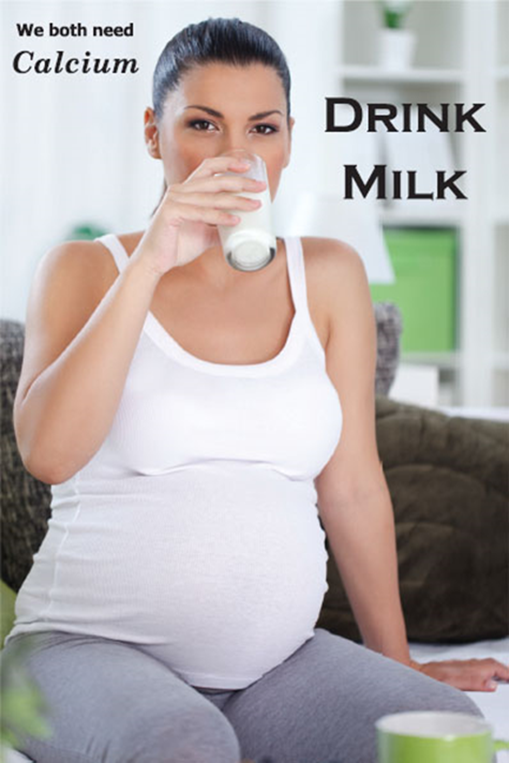 We both need
Calcium
DRINK
MILK